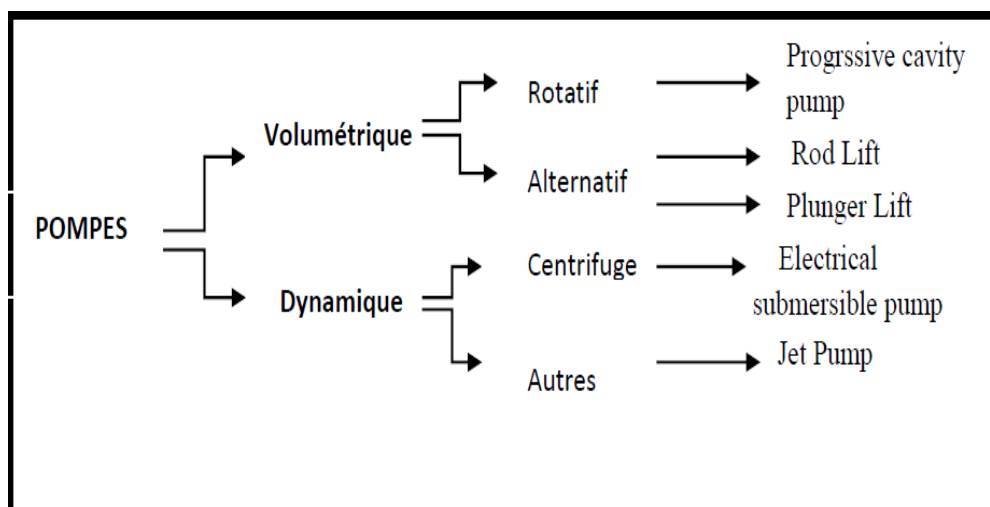 POMPES
Volumétrique
Rotatif
Progrssive cavity
pump
Alternatif
Rod Lift
Plunger Lift
Dynamique
Centrifuge
Electrical
submersible pump
Autres
Jet Pump